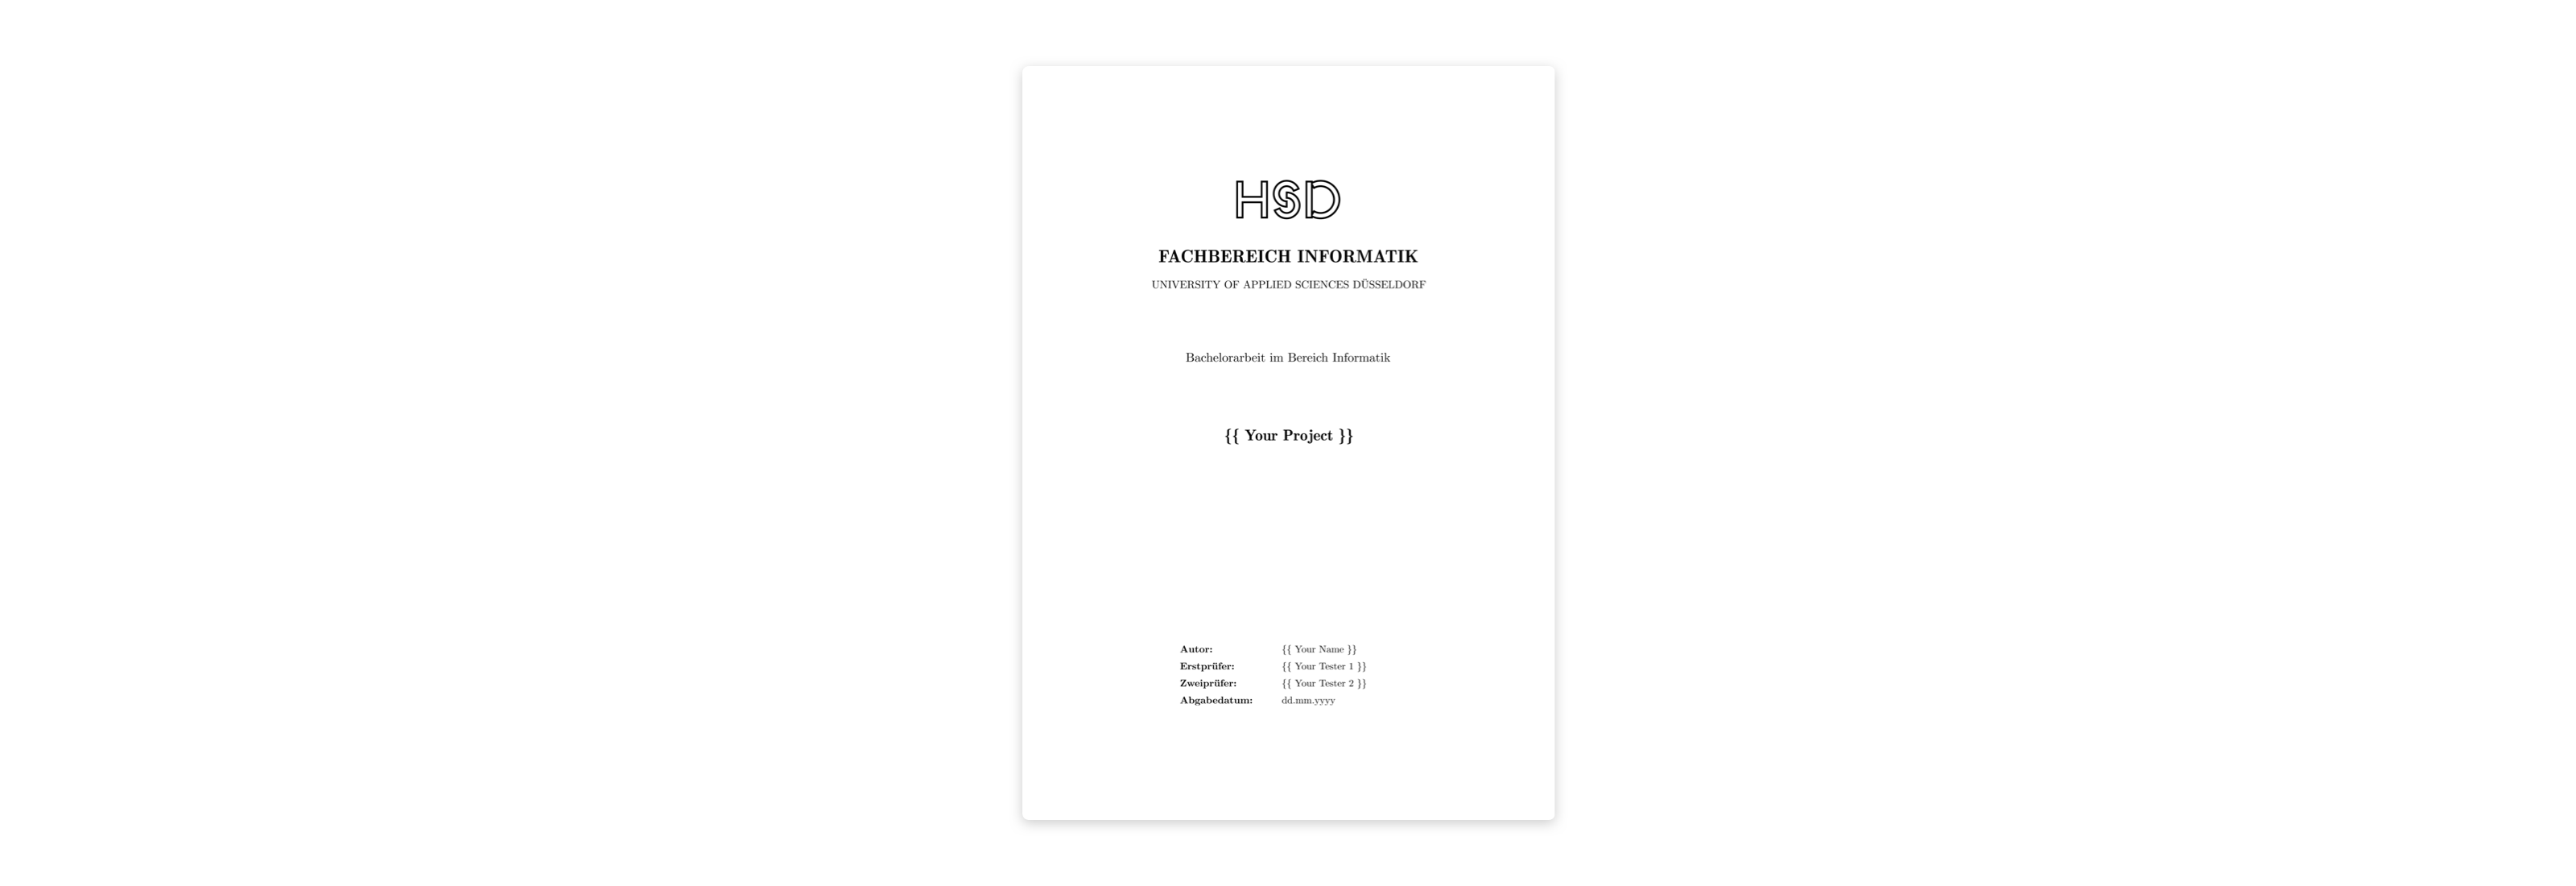 HSD
FACHBEREICH INFORMATIK
UNIVERSITY OF APPLIED SCIENCES DÜSSELDORF
Bachelorarbeit im Bereich Informatik
{{ Your Project }}
Autor: {{ Your Name }}
Erstprüfer: {{ Your Tester 1 }}
Zweiprüfer: {{ Your Tester 2 }}
Abgabedatum: dd.mm.yyyy